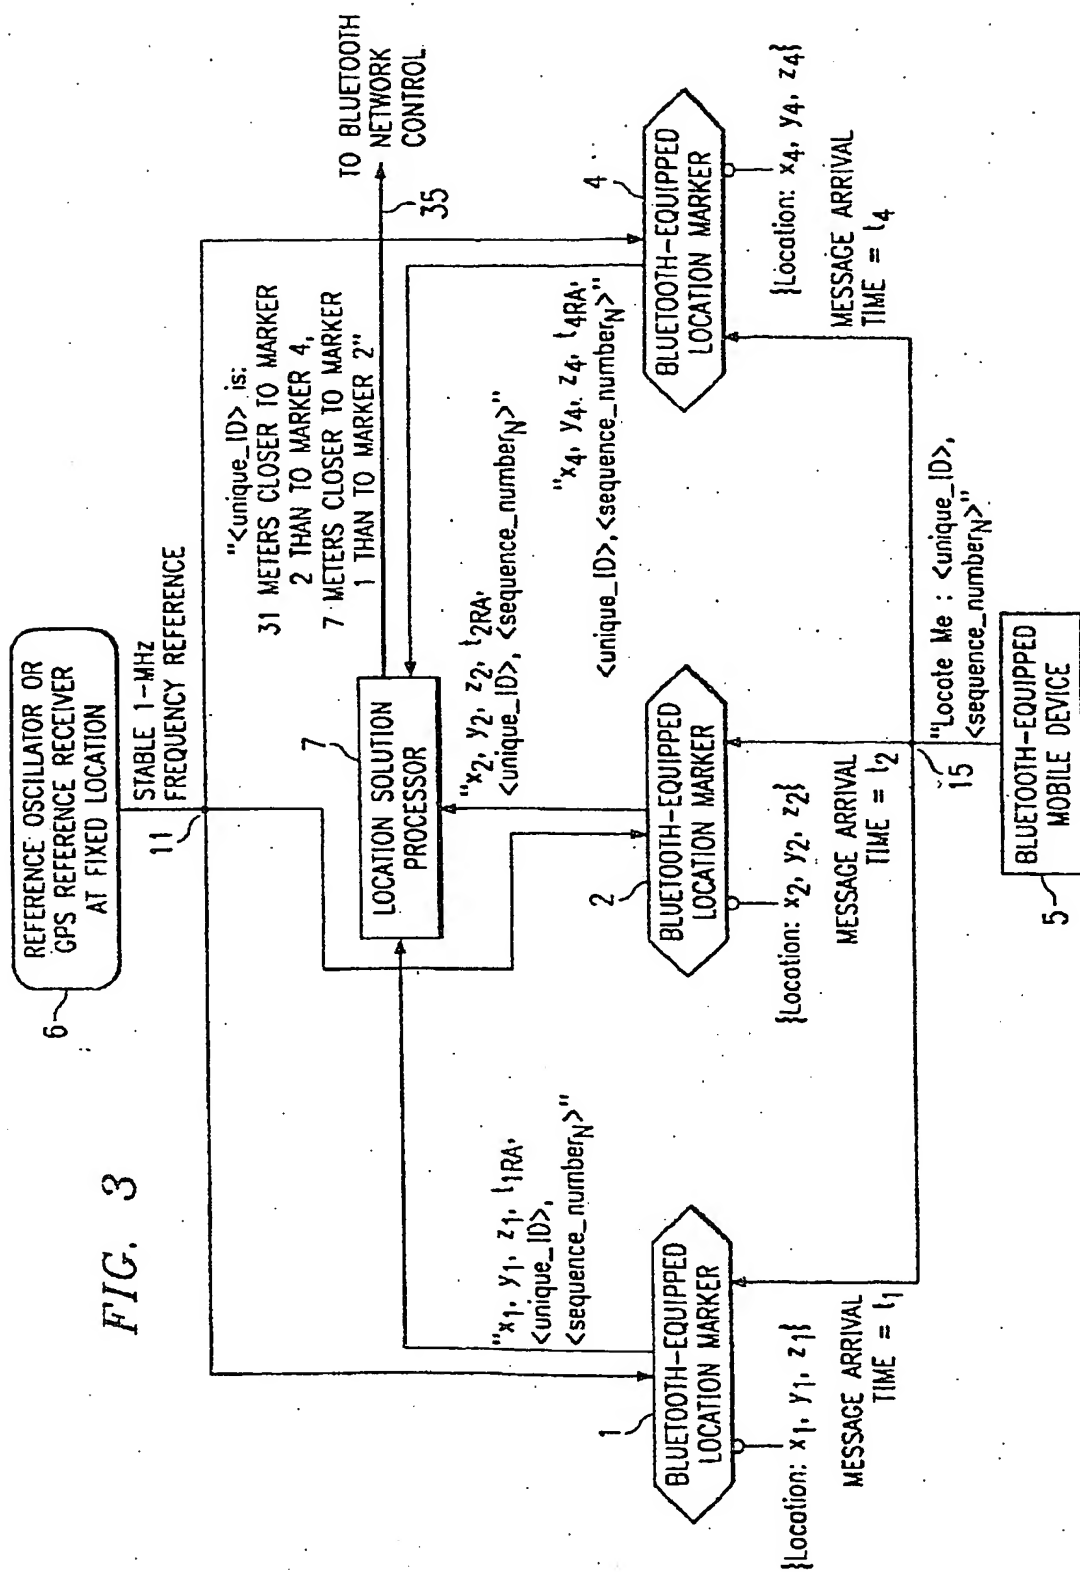 FIG. 3
6
REFERENCE OSCILLATOR OR
GPS REFERENCE RECEIVER
AT FIXED LOCATION
11
STABLE 1-MHz
FREQUENCY REFERENCE
"<unique_ID> is:
31 METERS CLOSER TO MARKER
2 THAN TO MARKER 4,
7 METERS CLOSER TO MARKER
1 THAN TO MARKER 2"
TO BLUETOOTH
NETWORK
CONTROL
35
7
LOCATION SOLUTION
PROCESSOR
"x1, y1, z1, t1RA,
<unique_ID>,
<sequence_numberN>"
"x2, y2, z2, t2RA,
<unique_ID>, <sequence_numberN>"
"x4, y4, z4, t4RA,
<unique_ID>, <sequence_numberN>"
1
BLUETOOTH-EQUIPPED
LOCATION MARKER
{Location: x1, y1, z1}
MESSAGE ARRIVAL
TIME = t1
2
BLUETOOTH-EQUIPPED
LOCATION MARKER
{Location: x2, y2, z2}
MESSAGE ARRIVAL
TIME = t2
4
BLUETOOTH-EQUIPPED
LOCATION MARKER
{Location: x4, y4, z4}
MESSAGE ARRIVAL
TIME = t4
15
"Locate Me : <unique_ID>,
<sequence_numberN>"
5
BLUETOOTH-EQUIPPED
MOBILE DEVICE